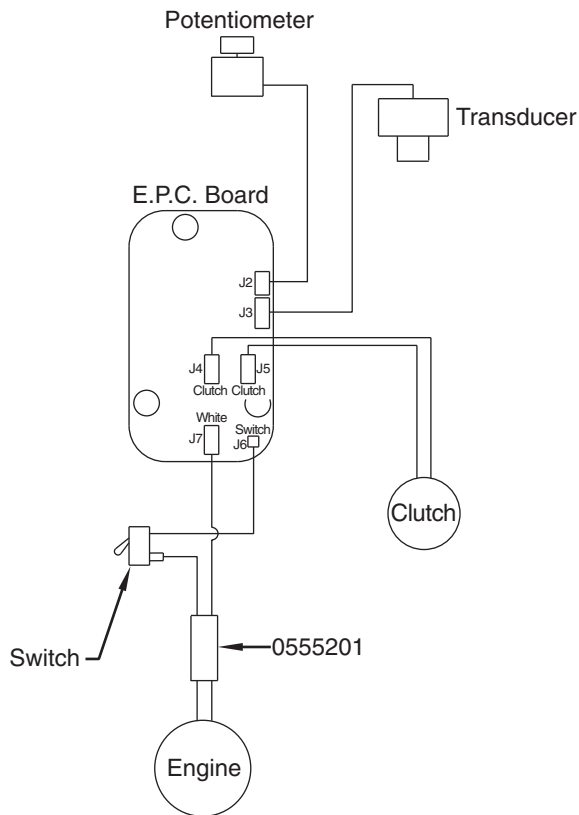 Potentiometer
Transducer
E.P.C. Board
J2
J3
J4
J5
Clutch
Clutch
White
Switch
J7
J6
Clutch
Switch
0555201
Engine